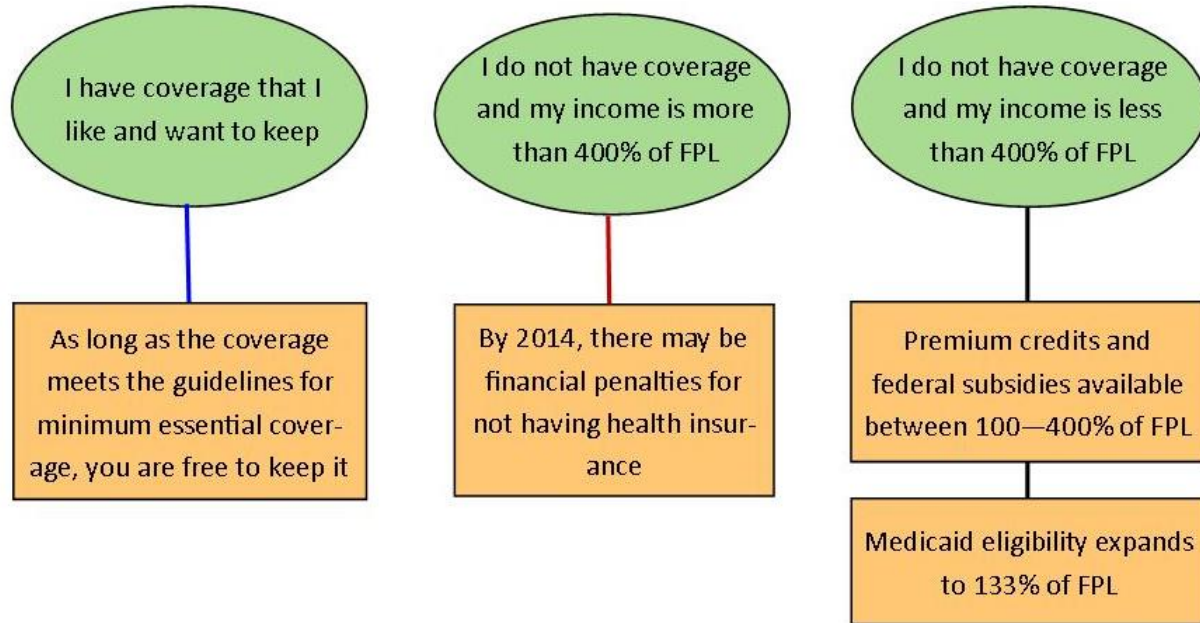 I have coverage that I
like and want to keep
I do not have coverage
and my income is more
than 400% of FPL
I do not have coverage
and my income is less
than 400% of FPL
As long as the coverage
meets the guidelines for
minimum essential cover-
age, you are free to keep it
By 2014, there may be
financial penalties for
not having health insur-
ance
Premium credits and
federal subsidies available
between 100—400% of FPL
Medicaid eligibility expands
to 133% of FPL